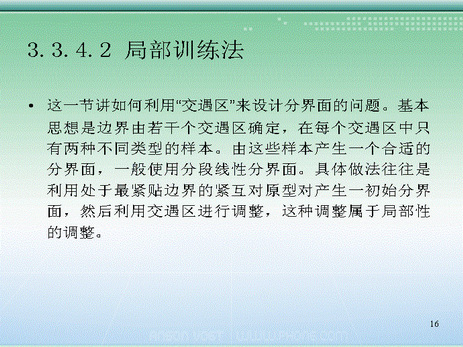 3.3.4.2 局部训练法
• 这一节讲如何利用“交遇区”来设计分界面的问题。基本
思想是边界由若干个交遇区确定，在每个交遇区中只
有两种不同类型的样本。由这些样本产生一个合适的
分界面，一般使用分段线性分界面。具体做法往往是
利用处于最紧贴边界的紧互对原型对产生一初始分界
面，然后利用交遇区进行调整，这种调整属于局部性
的调整。
16